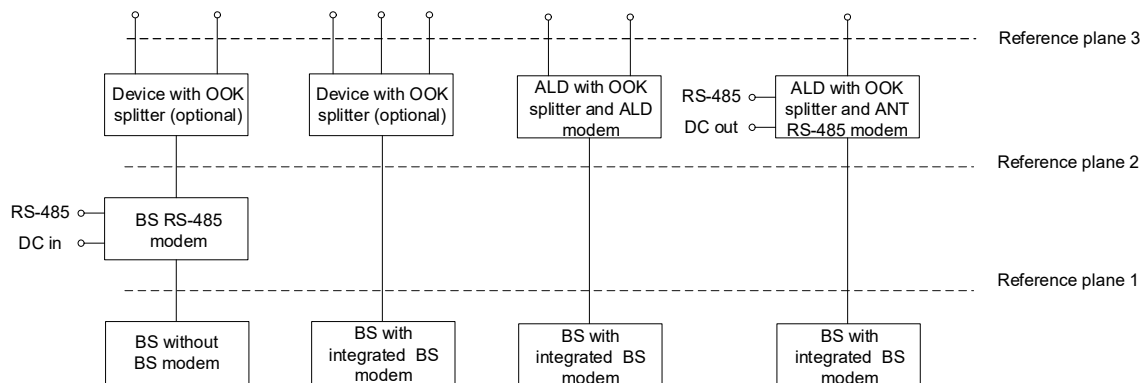 Reference plane 3
Device with OOK
splitter (optional)
Device with OOK
splitter (optional)
ALD with OOK
splitter and ALD
modem
RS-485
DC out
ALD with OOK
splitter and ANT
RS-485 modem
Reference plane 2
RS-485
DC in
BS RS-485
modem
Reference plane 1
BS without
BS modem
BS with
integrated BS
modem
BS with
integrated BS
modem
BS with
integrated BS
modem